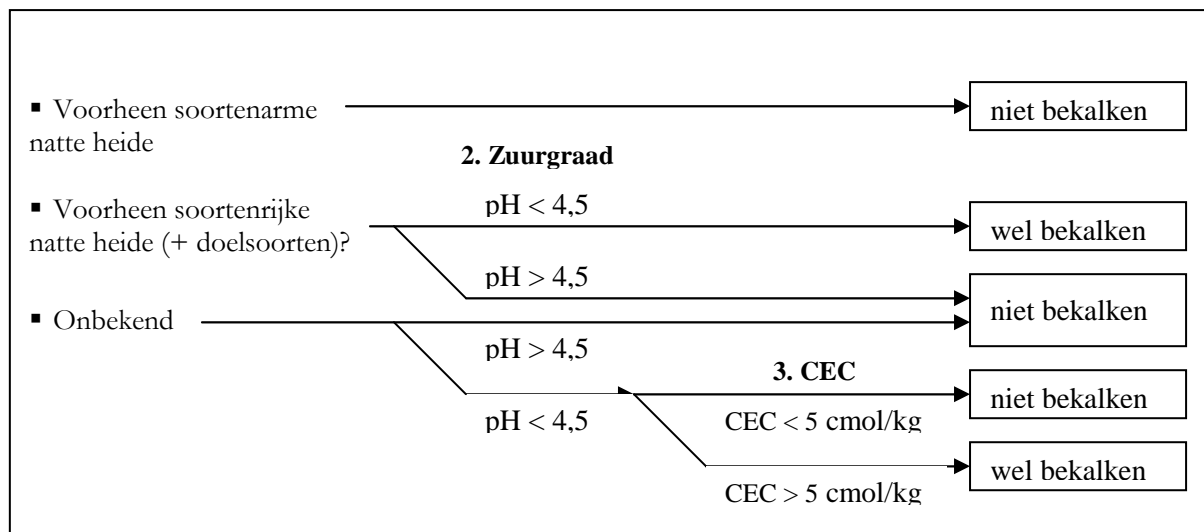 ▪ Voorheen soortenarme
natte heide
niet bekalken
2. Zuurgraad
▪ Voorheen soortenrijke
natte heide (+ doelsoorten)?
pH < 4,5
wel bekalken
pH > 4,5
niet bekalken
▪ Onbekend
pH > 4,5
3. CEC
pH < 4,5
CEC < 5 cmol/kg
niet bekalken
CEC > 5 cmol/kg
wel bekalken